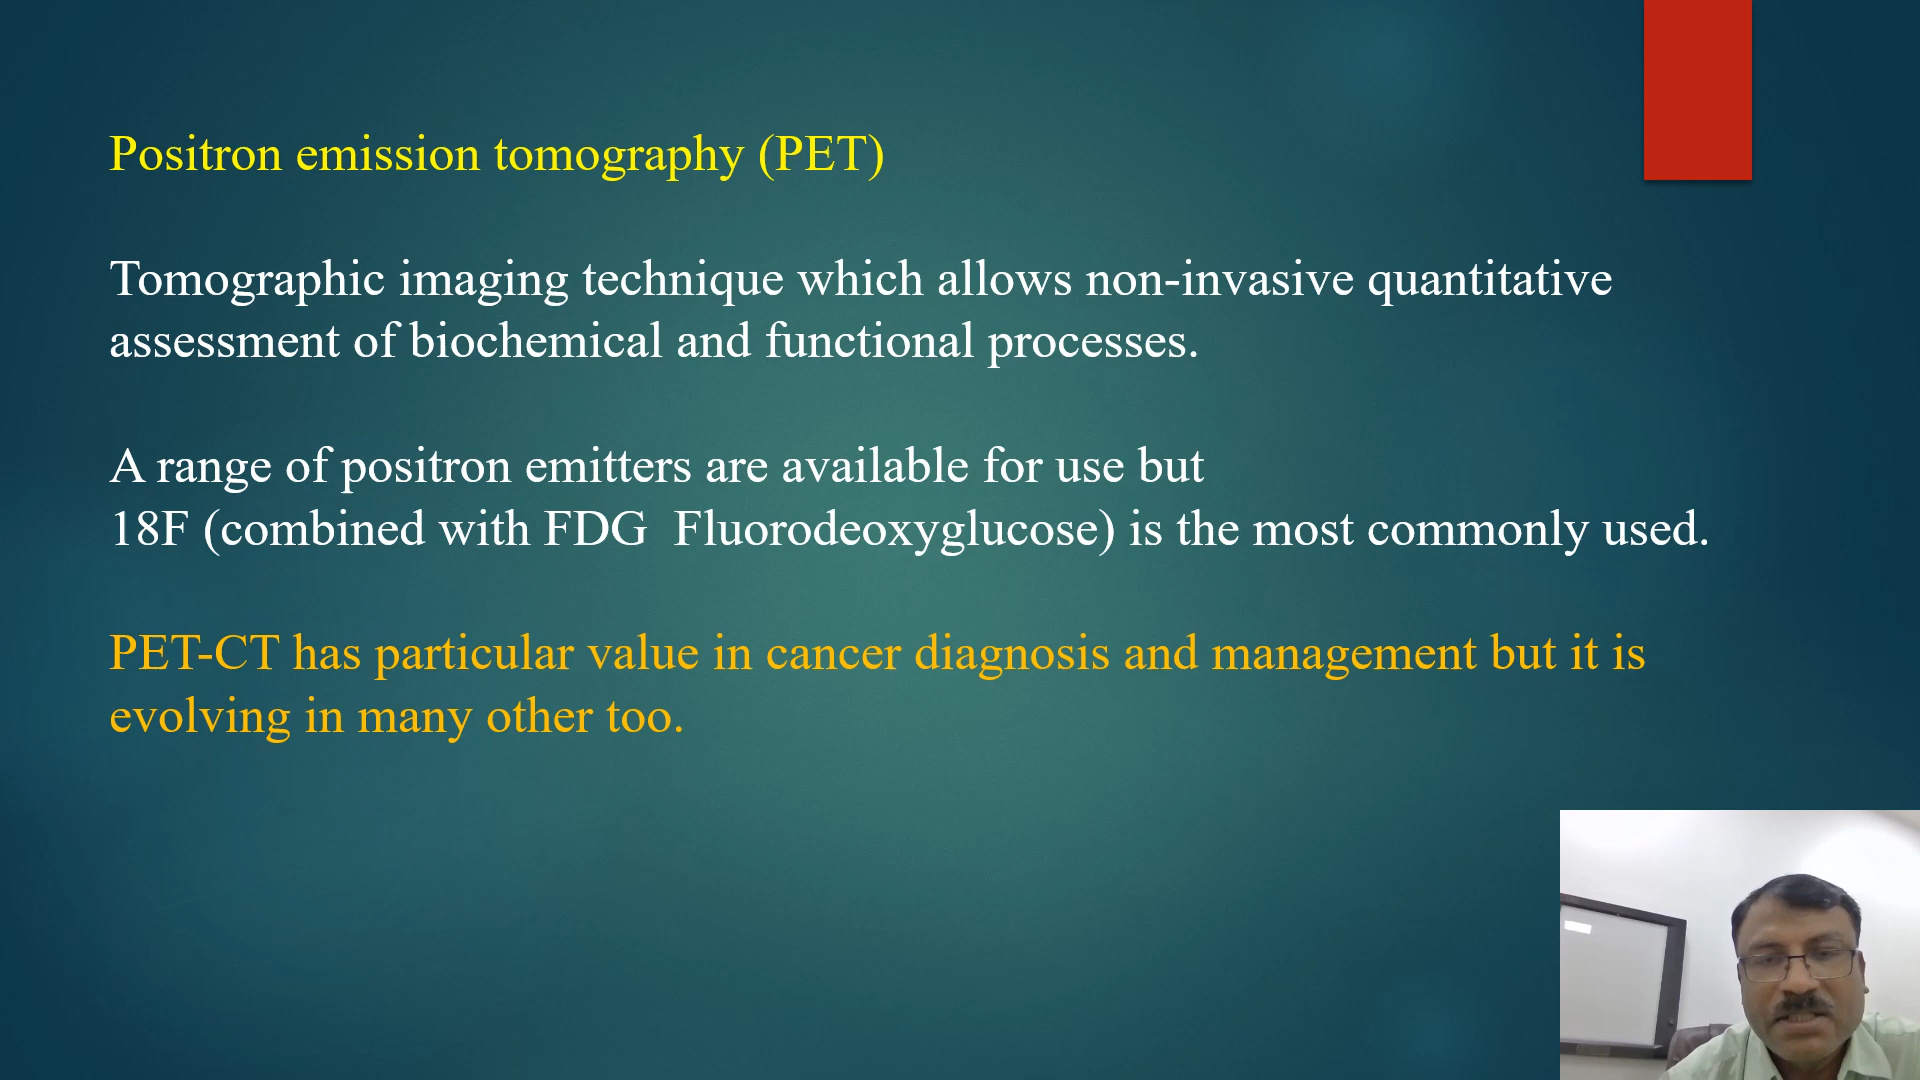 Positron emission tomography (PET)
Tomographic imaging technique which allows non-invasive quantitative
assessment of biochemical and functional processes.
A range of positron emitters are available for use but
18F (combined with FDG  Fluorodeoxyglucose) is the most commonly used.
PET-CT has particular value in cancer diagnosis and management but it is
evolving in many other too.